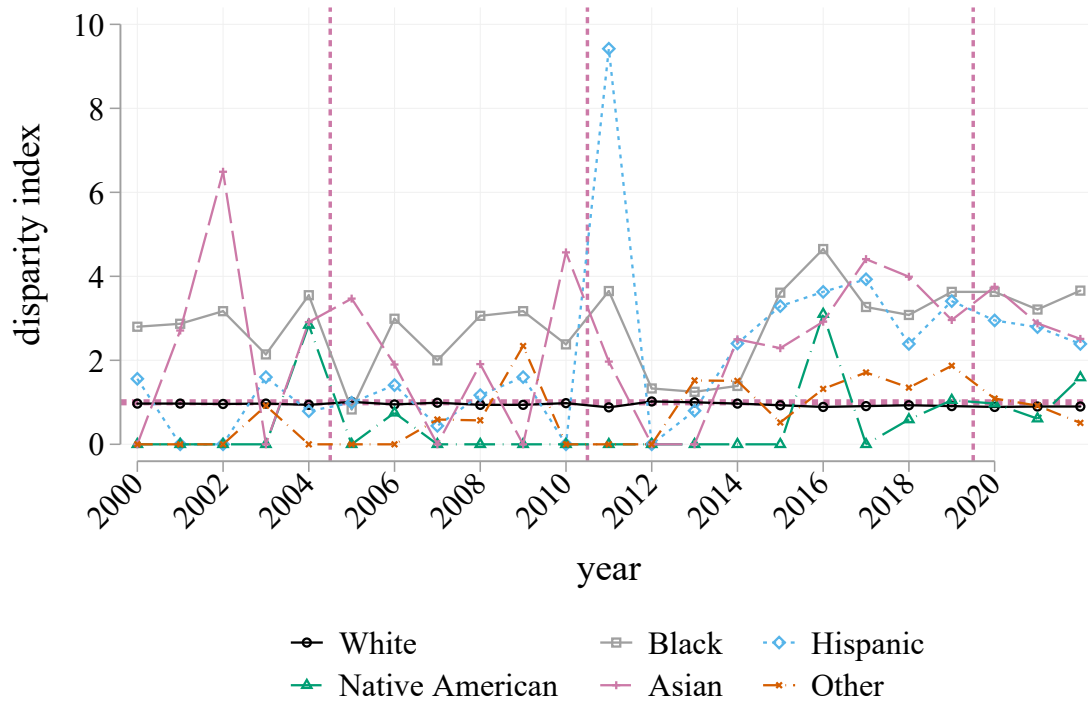 10
8
6
4
2
0
disparity index
2000 2002 2004 2006 2008 2010 2012 2014 2016 2018 2020
year
White Black Hispanic
Native American Asian Other